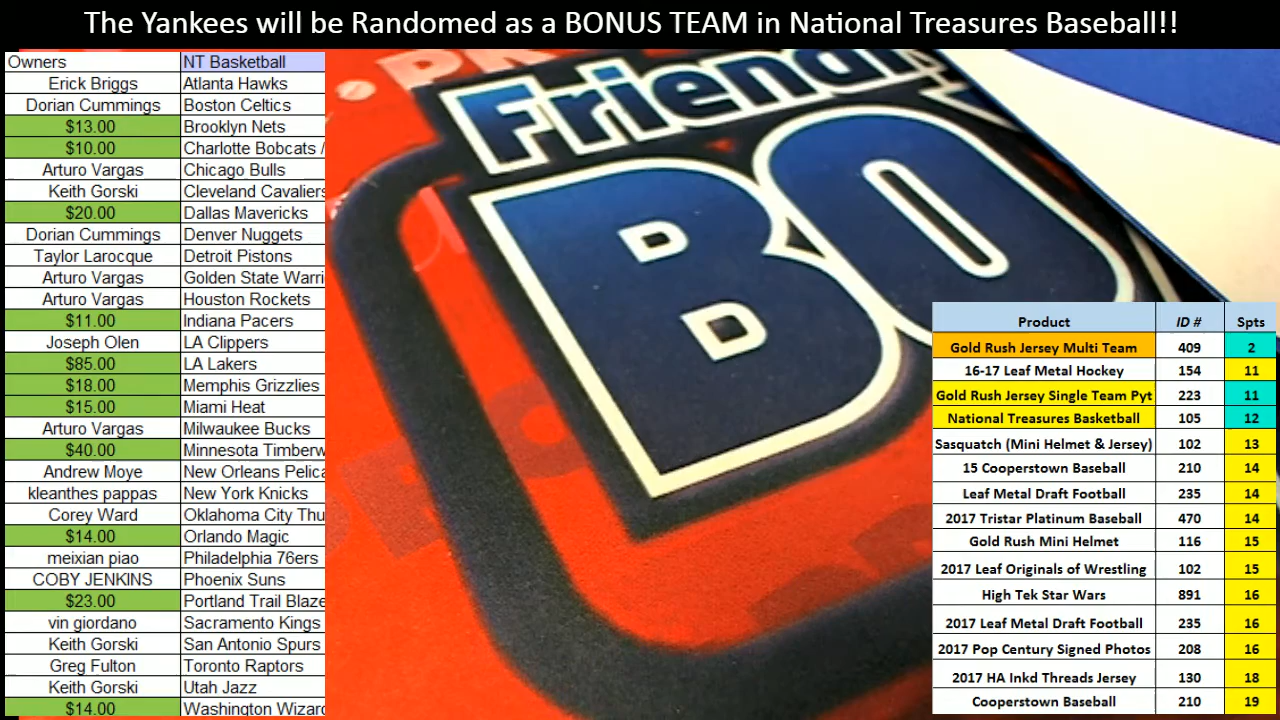 The Yankees will be Randomed as a BONUS TEAM in National Treasures Baseball!!
Owners NT Basketball
Erick Briggs Atlanta Hawks
Dorian Cummings Boston Celtics
$13.00 Brooklyn Nets
$10.00 Charlotte Bobcats /
Arturo Vargas Chicago Bulls
Keith Gorski Cleveland Cavaliers
$20.00 Dallas Mavericks
Dorian Cummings Denver Nuggets
Taylor Larocque Detroit Pistons
Arturo Vargas Golden State Warri
Arturo Vargas Houston Rockets
$11.00 Indiana Pacers
Joseph Olen LA Clippers
$85.00 LA Lakers
$18.00 Memphis Grizzlies
$15.00 Miami Heat
Arturo Vargas Milwaukee Bucks
$40.00 Minnesota Timberw
Andrew Moye New Orleans Pelica
kleanthes pappas New York Knicks
Corey Ward Oklahoma City Thu
$14.00 Orlando Magic
meixian piao Philadelphia 76ers
COBY JENKINS Phoenix Suns
$23.00 Portland Trail Blaze
vin giordano Sacramento Kings
Keith Gorski San Antonio Spurs
Greg Fulton Toronto Raptors
Keith Gorski Utah Jazz
$14.00 Washington Wizard
Friend
BO
Product ID # Spts
Gold Rush Jersey Multi Team 409 2
16-17 Leaf Metal Hockey 154 11
Gold Rush Jersey Single Team Pyt 223 11
National Treasures Basketball 105 12
Sasquatch (Mini Helmet & Jersey) 102 13
15 Cooperstown Baseball 210 14
Leaf Metal Draft Football 235 14
2017 Tristar Platinum Baseball 470 14
Gold Rush Mini Helmet 116 15
2017 Leaf Originals of Wrestling 102 15
High Tek Star Wars 891 16
2017 Leaf Metal Draft Football 235 16
2017 Pop Century Signed Photos 208 16
2017 HA Inkd Threads Jersey 130 18
Cooperstown Baseball 210 19